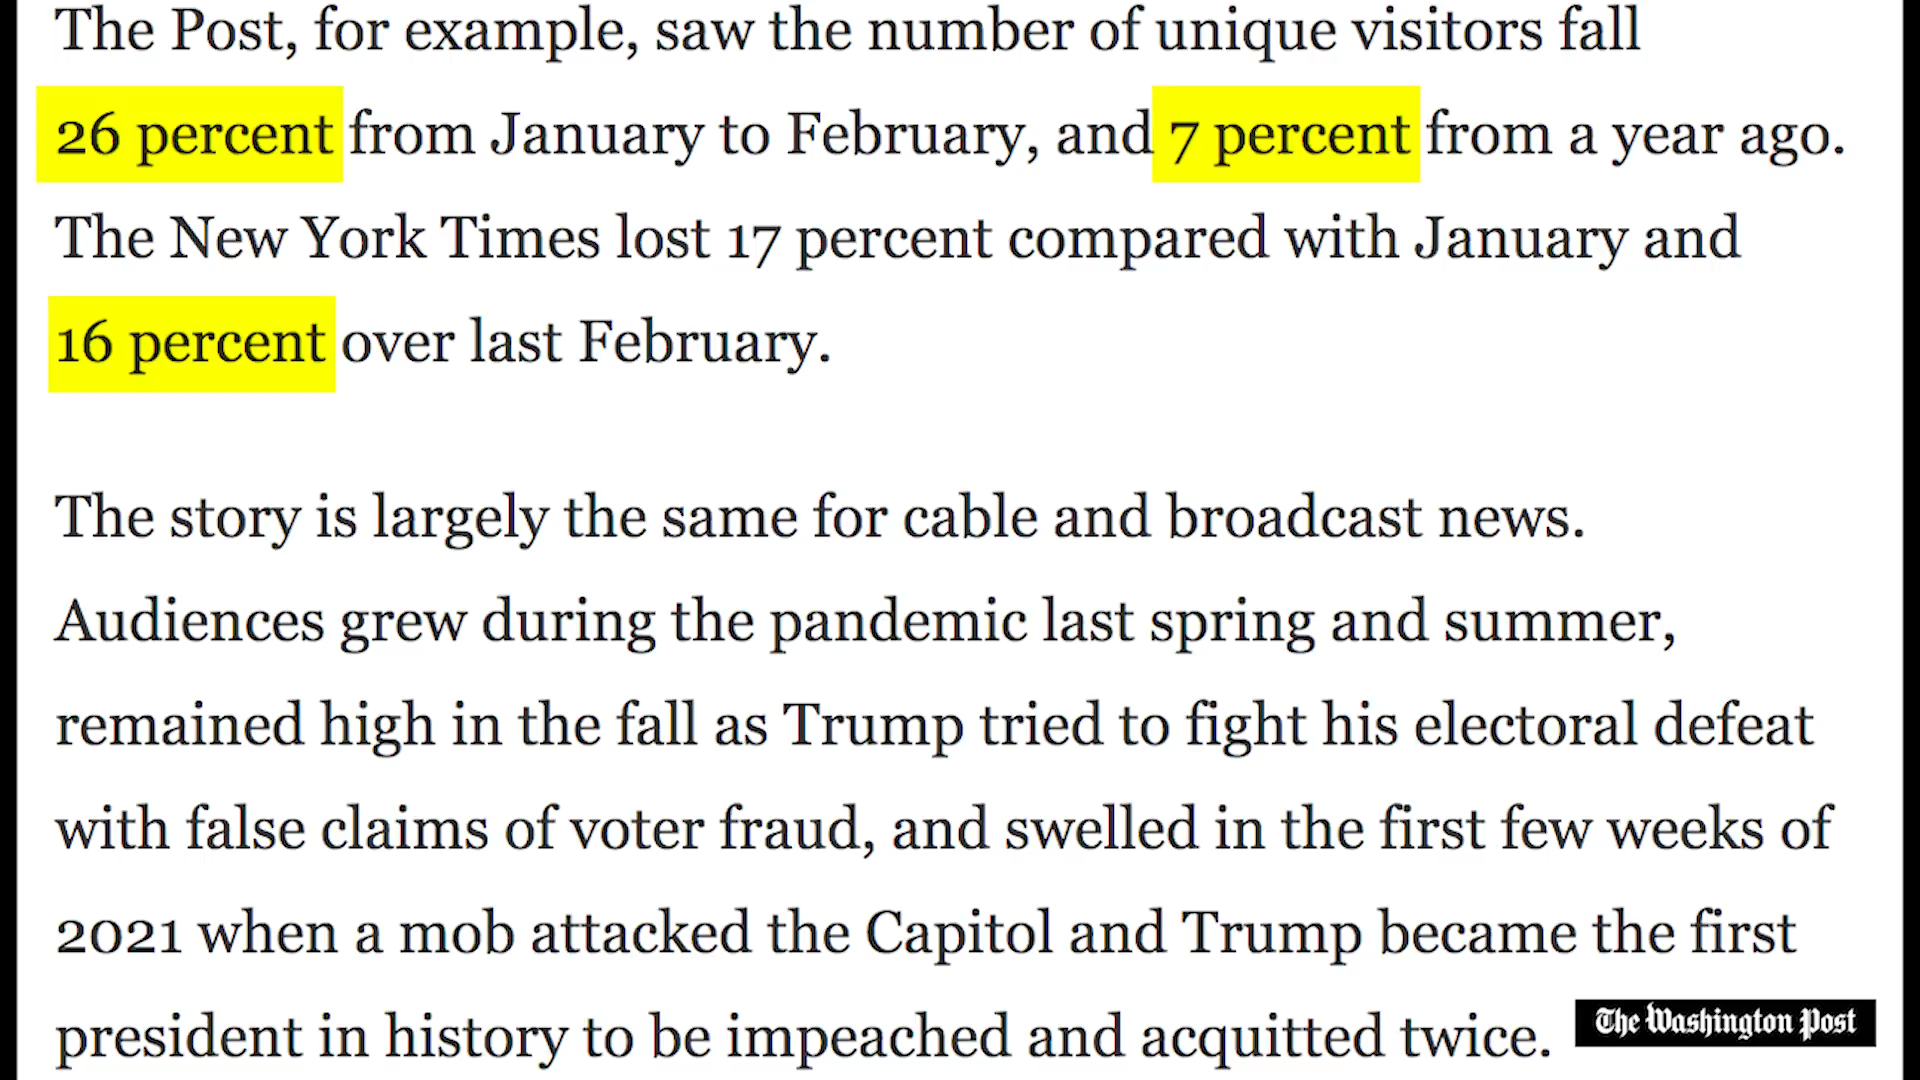 The Post, for example, saw the number of unique visitors fall
26 percent from January to February, and 7 percent from a year ago.
The New York Times lost 17 percent compared with January and
16 percent over last February.
The story is largely the same for cable and broadcast news.
Audiences grew during the pandemic last spring and summer,
remained high in the fall as Trump tried to fight his electoral defeat
with false claims of voter fraud, and swelled in the first few weeks of
2021 when a mob attacked the Capitol and Trump became the first
president in history to be impeached and acquitted twice.
The Washington Post